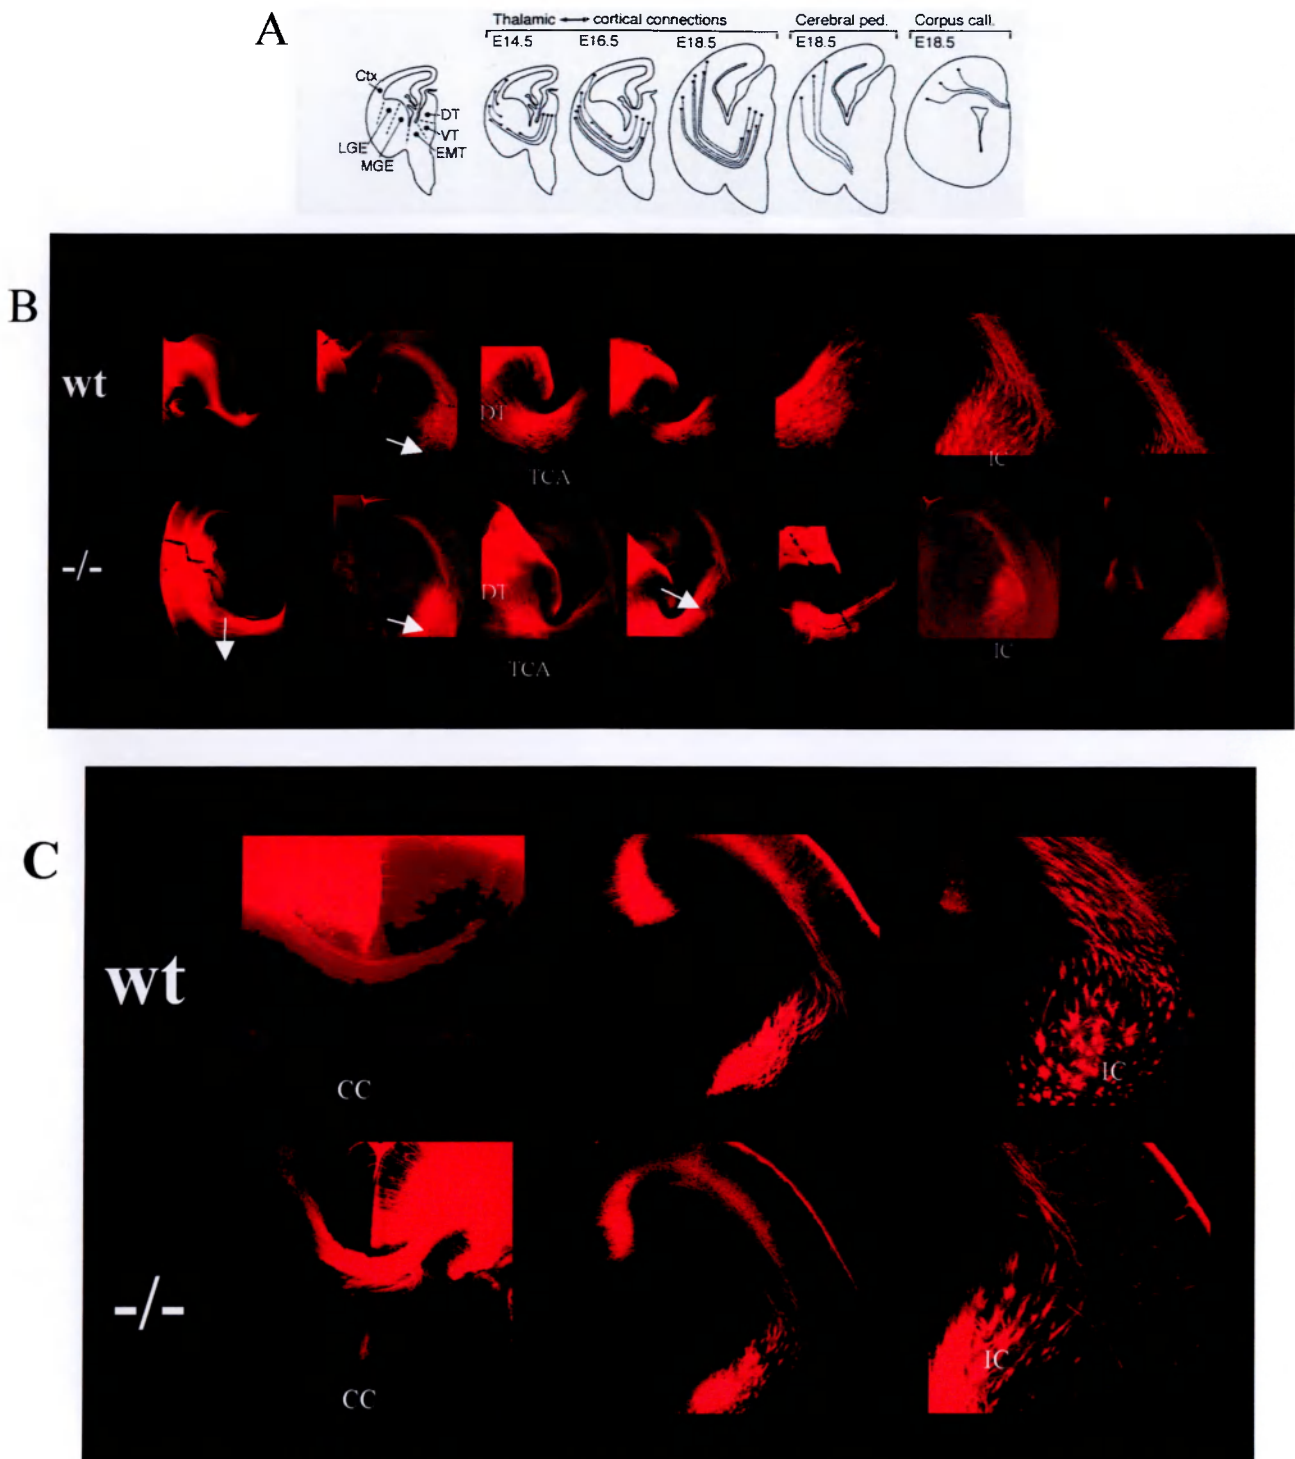 A
Thalamic ⟷ cortical connections
Cerebral ped.
Corpus call.
E14.5
E16.5
E18.5
E18.5
E18.5
Ctx
DT
VT
EMT
LGE
MGE
B
wt
DT
TCA
IC
-/-
DT
TCA
IC
C
wt
CC
IC
-/-
CC
IC